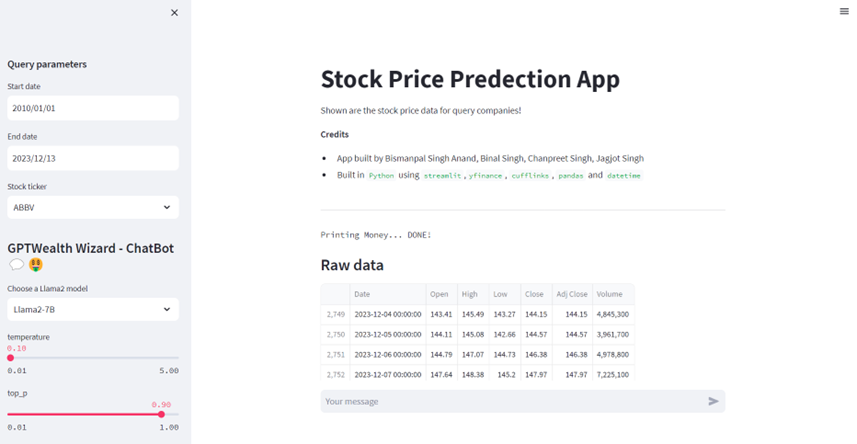 Query parameters
Start date
2010/01/01
End date
2023/12/13
Stock ticker
ABBV
GPTWealth Wizard - ChatBot
💬 🤑
Choose a Llama2 model
Llama2-7B
temperature
0.10
0.01 5.00
top_p
0.90
0.01 1.00
Stock Price Predection App
Shown are the stock price data for query companies!
Credits
• App built by Bismanpal Singh Anand, Binal Singh, Chanpreet Singh, Jagjot Singh
• Built in Python using streamlit, yfinance, cufflinks, pandas and datetime
Printing Money... DONE!
Raw data
Date Open High Low Close Adj Close Volume
2,749 2023-12-04 00:00:00 143.41 145.49 143.27 144.15 144.15 4,845,300
2,750 2023-12-05 00:00:00 144.11 145.08 142.66 144.57 144.57 3,961,700
2,751 2023-12-06 00:00:00 144.79 147.07 144.73 146.38 146.38 4,978,800
2,752 2023-12-07 00:00:00 147.64 148.38 145.2 147.97 147.97 7,225,100
Your message